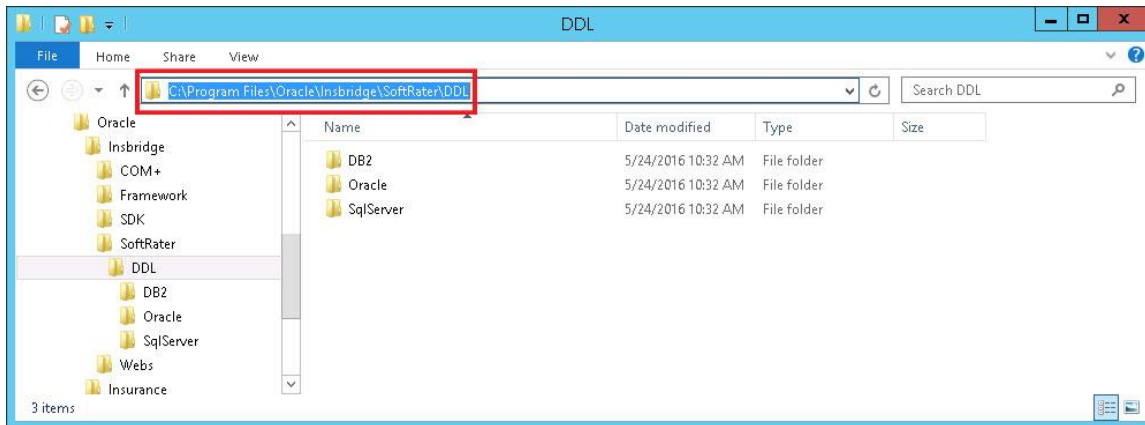 DDL
File Home Share View
C:\Program Files\Oracle\Insbridge\SoftRater\DDL
Search DDL
Oracle
Insbridge
COM+
Framework
SDK
SoftRater
DDL
DB2
Oracle
SqlServer
Webs
Insurance
Name Date modified Type Size
DB2 5/24/2016 10:32 AM File folder
Oracle 5/24/2016 10:32 AM File folder
SqlServer 5/24/2016 10:32 AM File folder
3 items